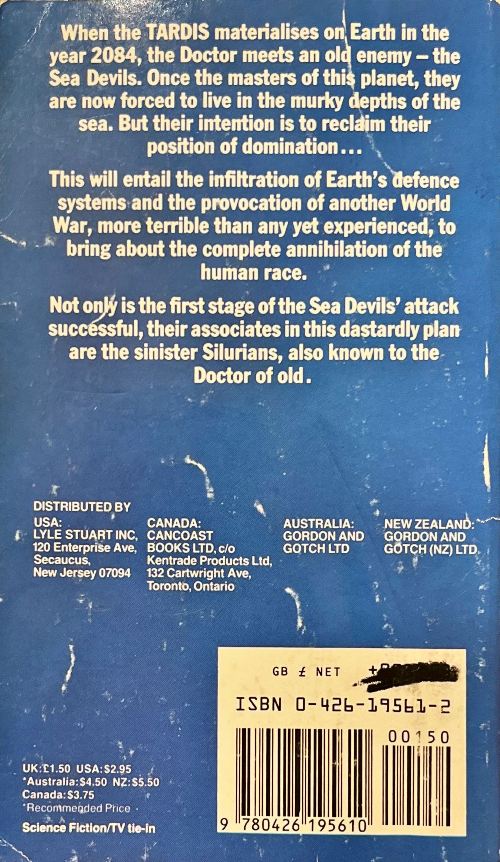 When the TARDIS materialises on Earth in the
year 2084, the Doctor meets an old enemy – the
Sea Devils. Once the masters of this planet, they
are now forced to live in the murky depths of the
sea. But their intention is to reclaim their
position of domination...
This will entail the infiltration of Earth's defence
systems and the provocation of another World
War, more terrible than any yet experienced, to
bring about the complete annihilation of the
human race.
Not only is the first stage of the Sea Devils' attack
successful, their associates in this dastardly plan
are the sinister Silurians, also known to the
Doctor of old.
DISTRIBUTED BY
USA:
LYLE STUART INC,
120 Enterprise Ave,
Secaucus,
New Jersey 07094
CANADA:
CANCOAST
BOOKS LTD, c/o
Kentrade Products Ltd,
132 Cartwright Ave,
Toronto, Ontario
AUSTRALIA:
GORDON AND
GOTCH LTD
NEW ZEALAND:
GORDON AND
GOTCH (NZ) LTD
GB £ NET
ISBN 0-426-19561-2
00150
9 780426 195610
UK:£1.50 USA:$2.95
*Australia:$4.50 NZ:$5.50
Canada:$3.75
*Recommended Price
Science Fiction/TV tie-in